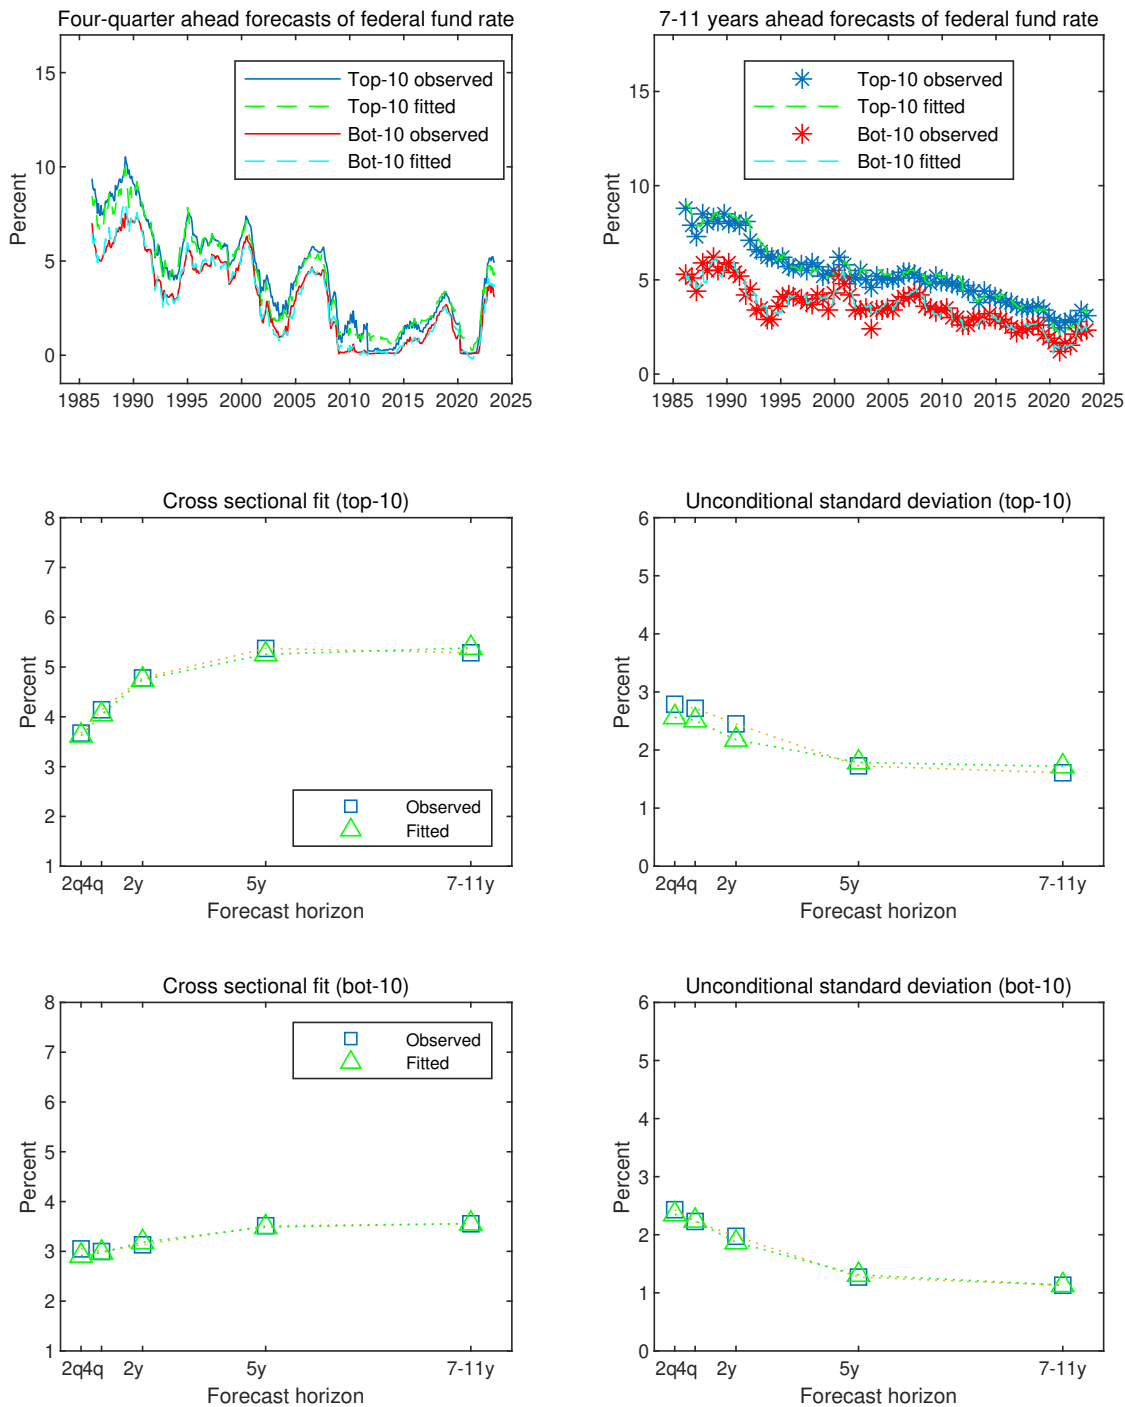 Four-quarter ahead forecasts of federal fund rate
Percent
15
10
5
0
Top-10 observed
Top-10 fitted
Bot-10 observed
Bot-10 fitted
1985 1990 1995 2000 2005 2010 2015 2020 2025
7-11 years ahead forecasts of federal fund rate
Percent
15
10
5
0
Top-10 observed
Top-10 fitted
Bot-10 observed
Bot-10 fitted
1985 1990 1995 2000 2005 2010 2015 2020 2025
Cross sectional fit (top-10)
Percent
8
7
6
5
4
3
2
1
Observed
Fitted
2q4q 2y 5y 7-11y
Forecast horizon
Unconditional standard deviation (top-10)
Percent
6
5
4
3
2
1
0
2q4q 2y 5y 7-11y
Forecast horizon
Cross sectional fit (bot-10)
Percent
8
7
6
5
4
3
2
1
Observed
Fitted
2q4q 2y 5y 7-11y
Forecast horizon
Unconditional standard deviation (bot-10)
Percent
6
5
4
3
2
1
0
2q4q 2y 5y 7-11y
Forecast horizon